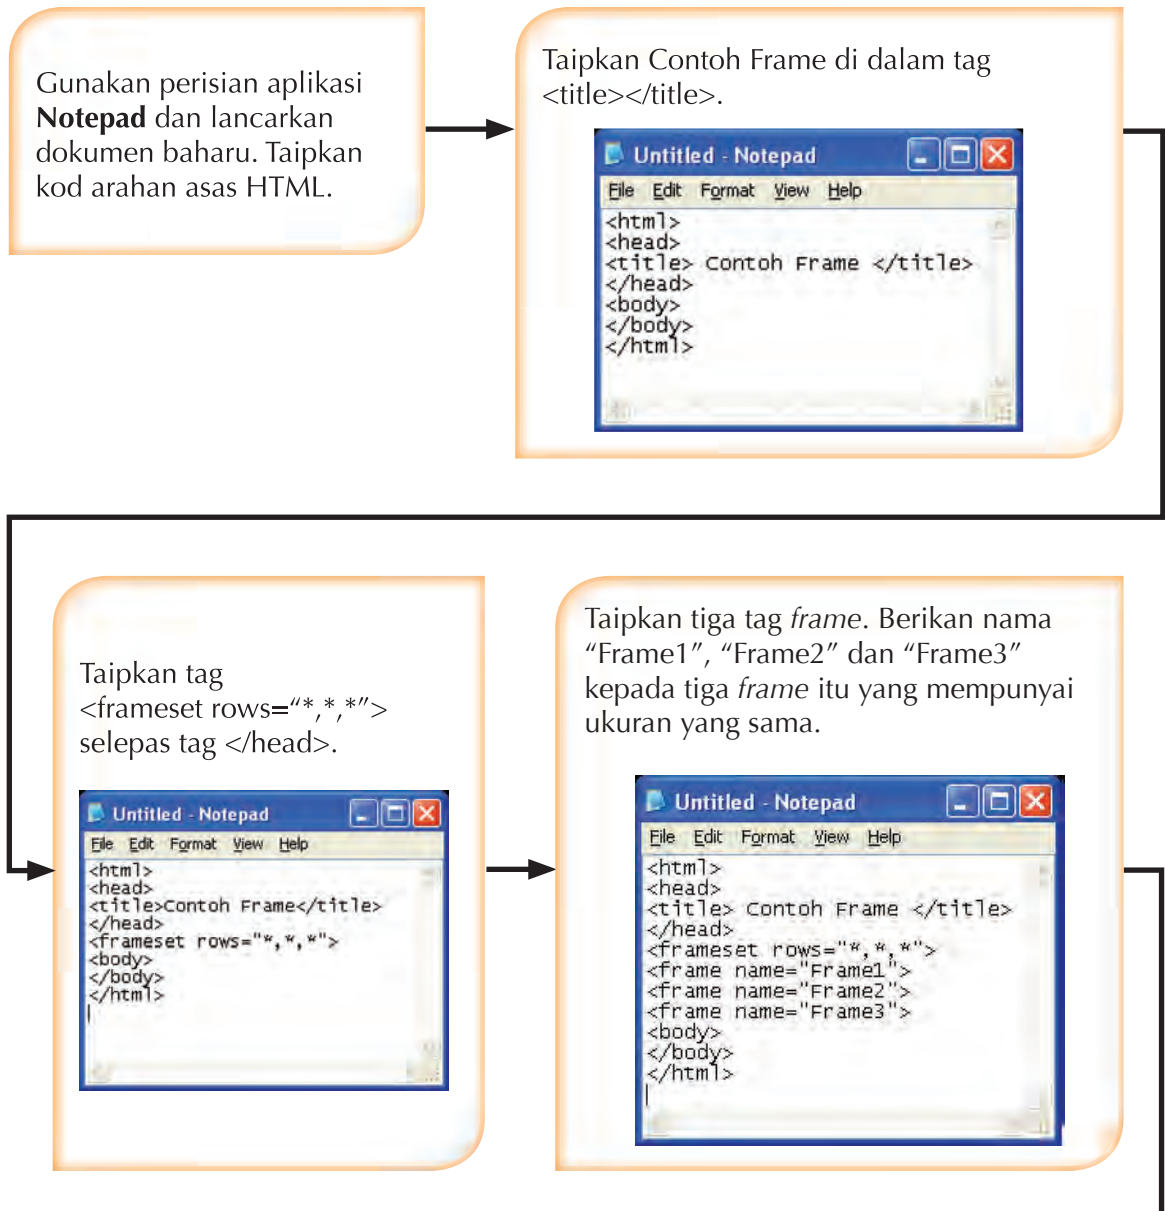 Gunakan perisian aplikasi
Notepad dan lancarkan
dokumen baharu. Taipkan
kod arahan asas HTML.
Taipkan Contoh Frame di dalam tag
<title></title>.
Untitled - Notepad
File Edit Format View Help
<html>
<head>
<title> Contoh Frame </title>
</head>
<body>
</body>
</html>
Taipkan tag
<frameset rows=“*,*,*”>
selepas tag </head>.
Untitled - Notepad
File Edit Format View Help
<html>
<head>
<title>Contoh Frame</title>
</head>
<frameset rows="*,*,*">
<body>
</body>
</html>
Taipkan tiga tag frame. Berikan nama
“Frame1”, “Frame2” dan “Frame3”
kepada tiga frame itu yang mempunyai
ukuran yang sama.
Untitled - Notepad
File Edit Format View Help
<html>
<head>
<title> Contoh Frame </title>
</head>
<frameset rows="*,*,*">
<frame name="Frame1">
<frame name="Frame2">
<frame name="Frame3">
<body>
</body>
</html>